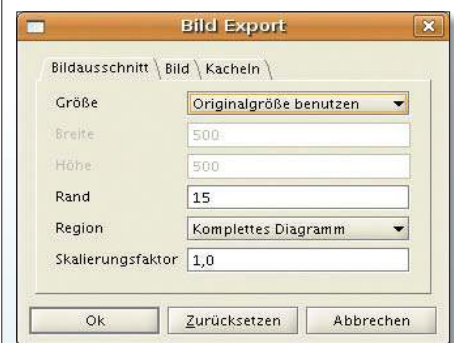 Bild Export
Bildausschnitt Bild Kacheln
Größe Originalgröße benutzen
Breite 500
Höhe 500
Rand 15
Region Komplettes Diagramm
Skalierungsfaktor 1,0
Ok Zurücksetzen Abbrechen